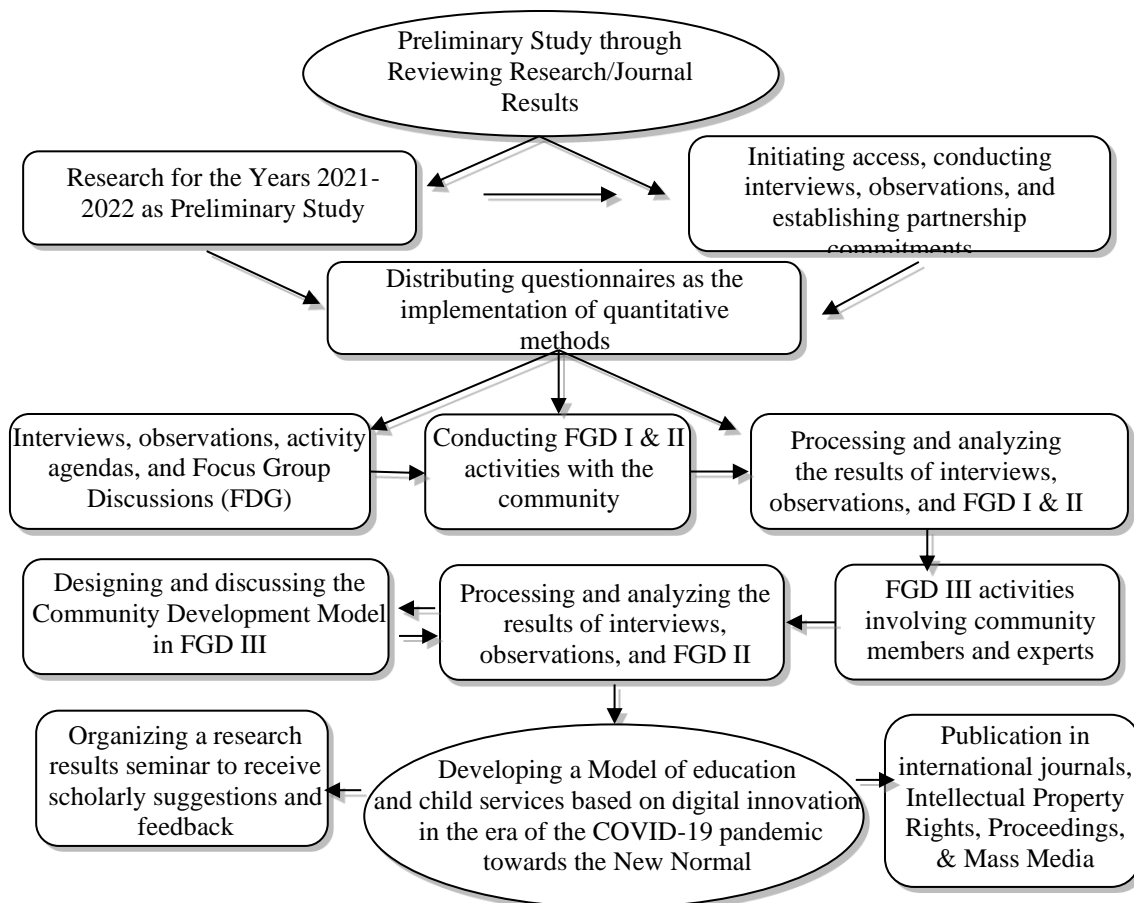 Preliminary Study through
Reviewing Research/Journal
Results
Research for the Years 2021-
2022 as Preliminary Study
Initiating access, conducting
interviews, observations, and
establishing partnership
commitments
Distributing questionnaires as the
implementation of quantitative
methods
Interviews, observations, activity
agendas, and Focus Group
Discussions (FDG)
Conducting FGD I & II
activities with the
community
Processing and analyzing
the results of interviews,
observations, and FGD I & II
Designing and discussing the
Community Development Model
in FGD III
Processing and analyzing the
results of interviews,
observations, and FGD II
FGD III activities
involving community
members and experts
Organizing a research
results seminar to receive
scholarly suggestions and
feedback
Developing a Model of education
and child services based on digital innovation
in the era of the COVID-19 pandemic
towards the New Normal
Publication in
international journals,
Intellectual Property
Rights, Proceedings,
& Mass Media